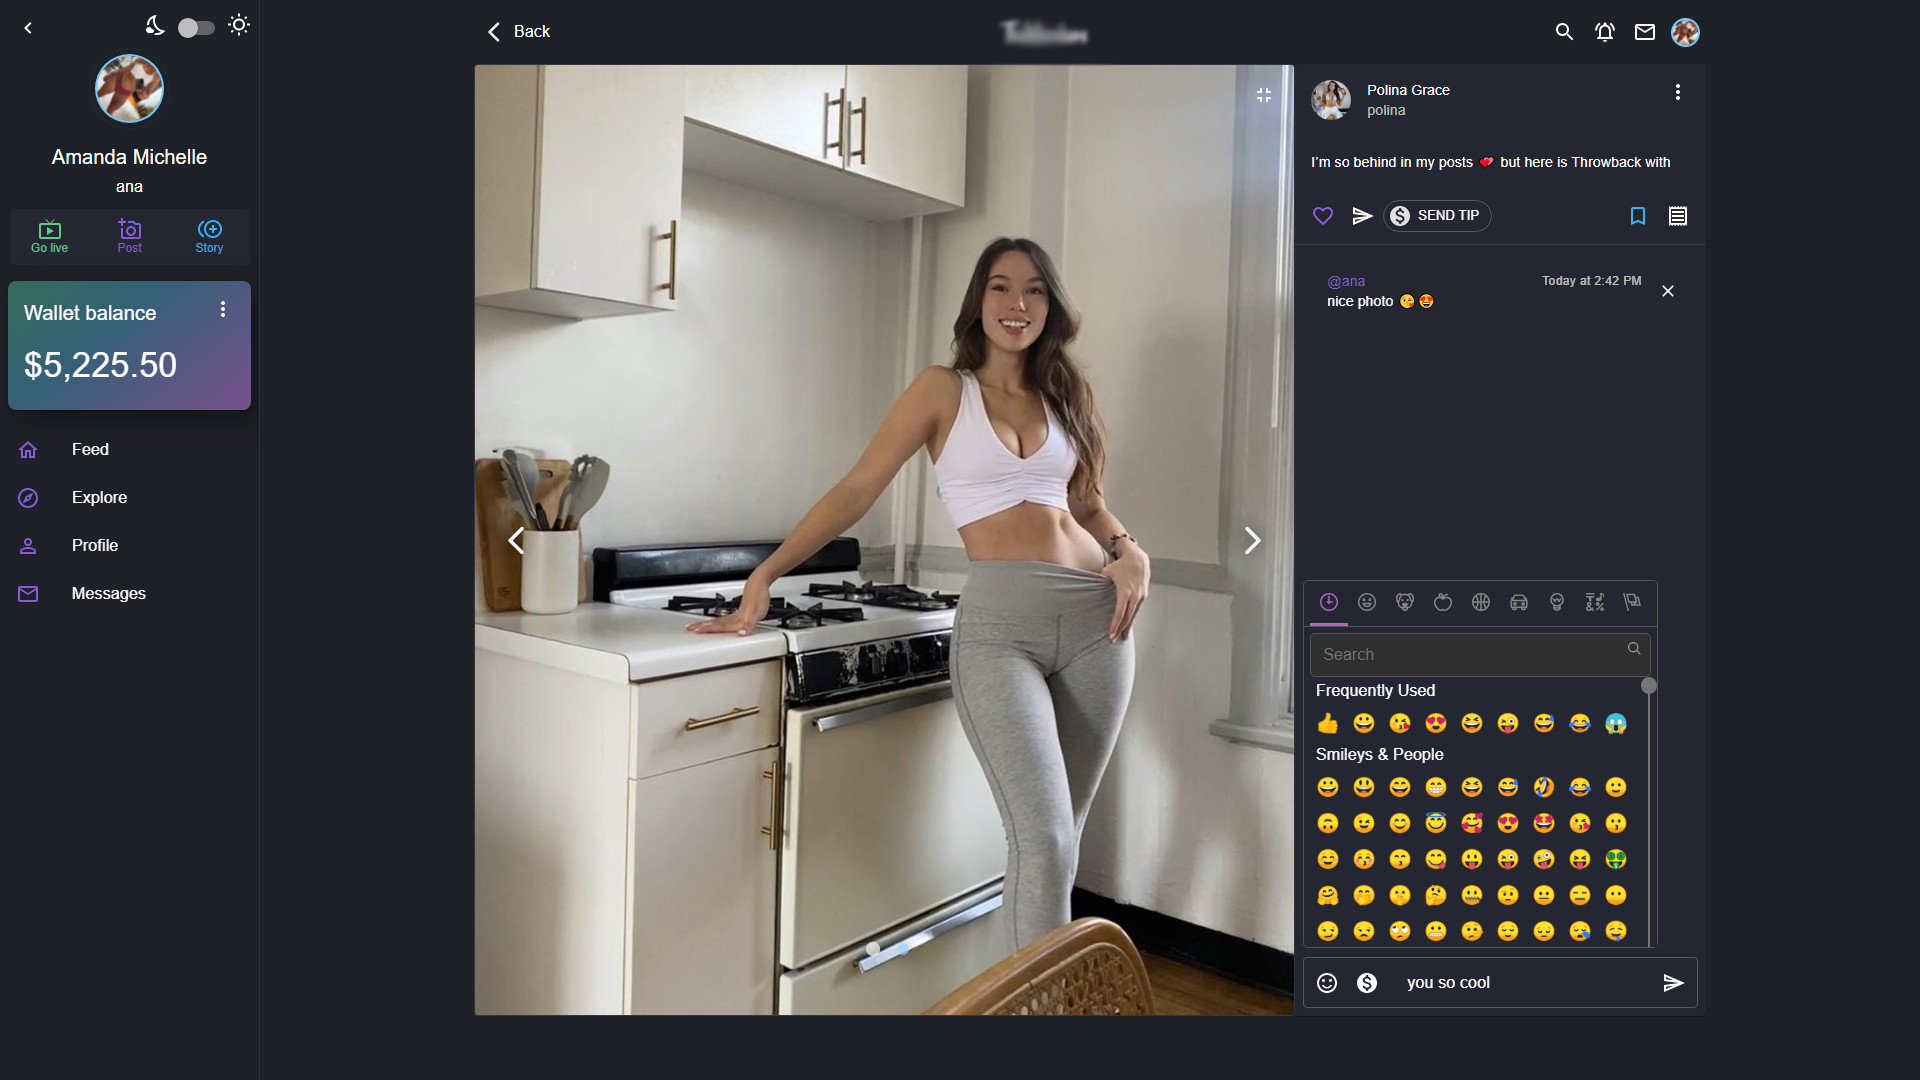 Back
Amanda Michelle
ana
Go live
Post
Story
Wallet balance
$5,225.50
Feed
Explore
Profile
Messages
Polina Grace
polina
I'm so behind in my posts 💕 but here is Throwback with
SEND TIP
@ana
Today at 2:42 PM
nice photo 😘😍
Search
Frequently Used
Smileys & People
you so cool